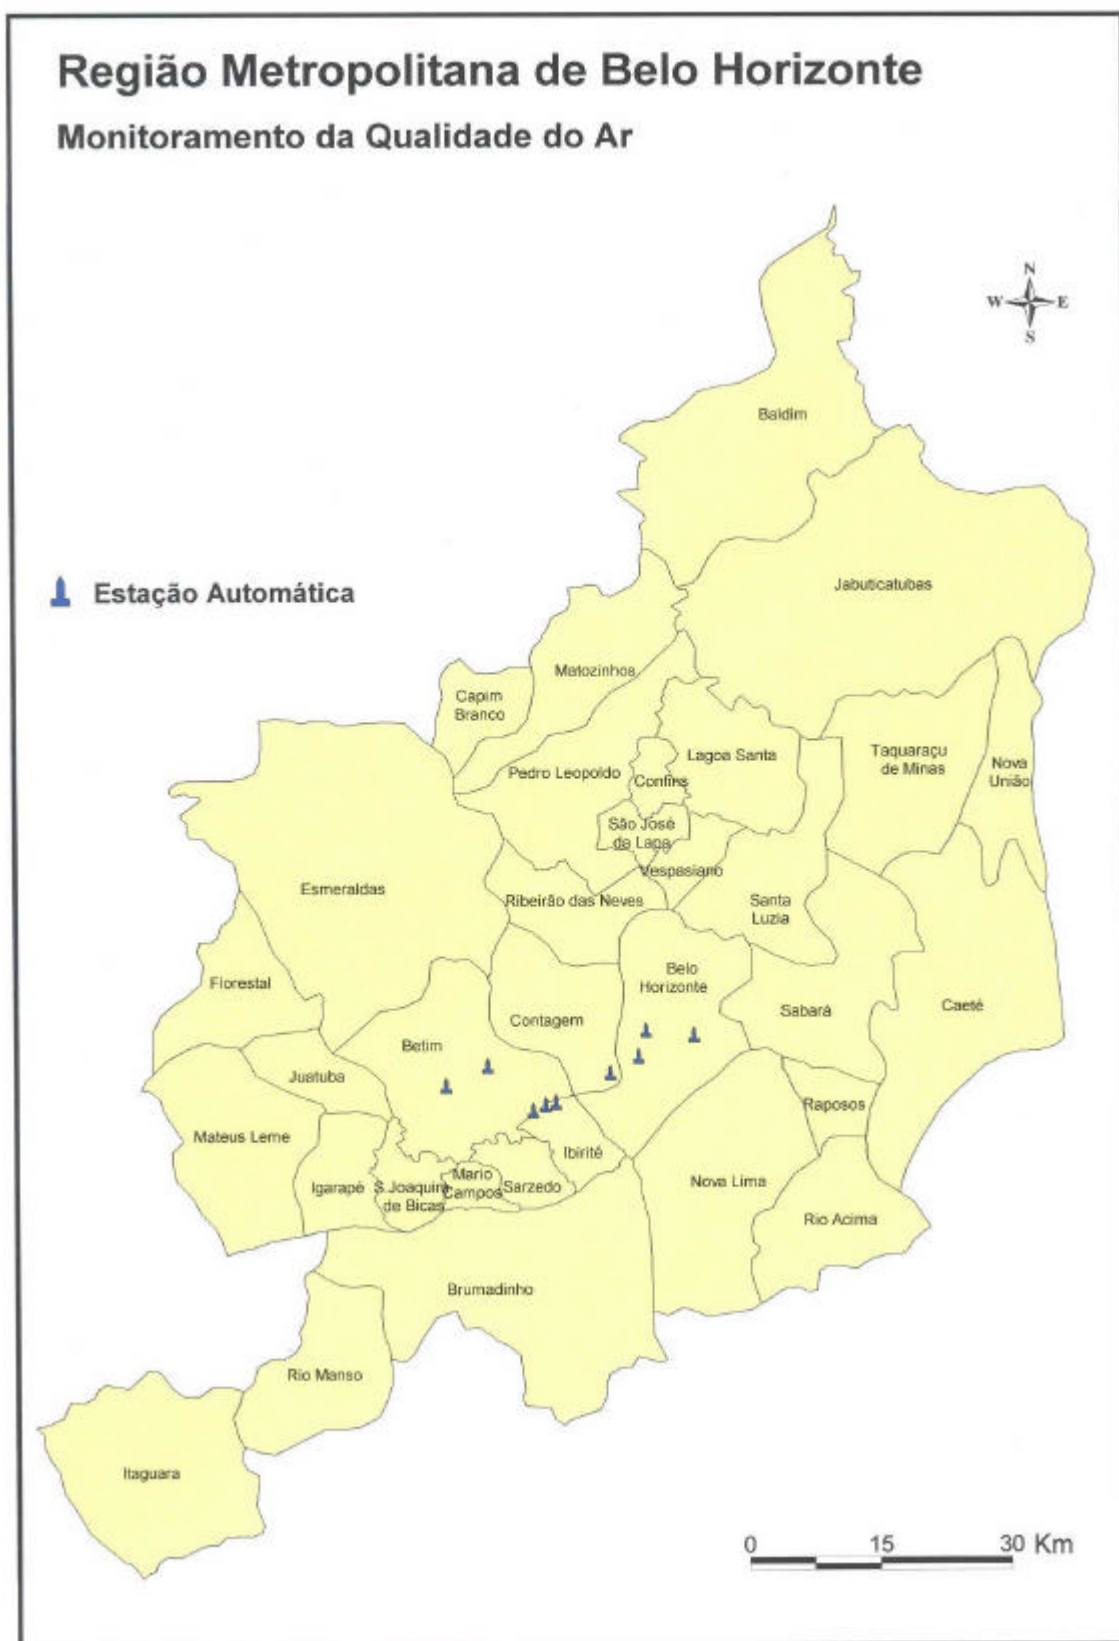 Região Metropolitana de Belo Horizonte
Monitoramento da Qualidade do Ar
N
W E
S
Baldim
Estação Automática
Jabuticatubas
Matozinhos
Capim
Branco
Taquaraçu
de Minas
Lagoa Santa
Nova
União
Pedro Leopoldo
Confins
São José
da Lapa
Vespasiano
Esmeraldas
Ribeirão das Neves
Santa
Luzia
Belo
Horizonte
Florestal
Caeté
Sabará
Contagem
Betim
Juatuba
Raposos
Mateus Leme
Ibirité
Mario
Campos
Nova Lima
Igarapé
S.Joaquim
de Bicas
Sarzedo
Rio Acima
Brumadinho
Rio Manso
Itaguara
0 15 30 Km